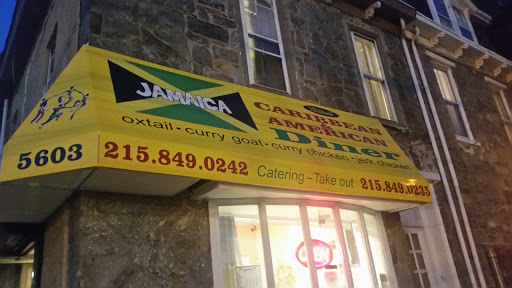 JAMAICA
CARIBBEAN
&
AMERICAN
Diner
oxtail - curry goat - curry chicken - jerk chicken
5603
215.849.0242
Catering - Take out
215.849.0235